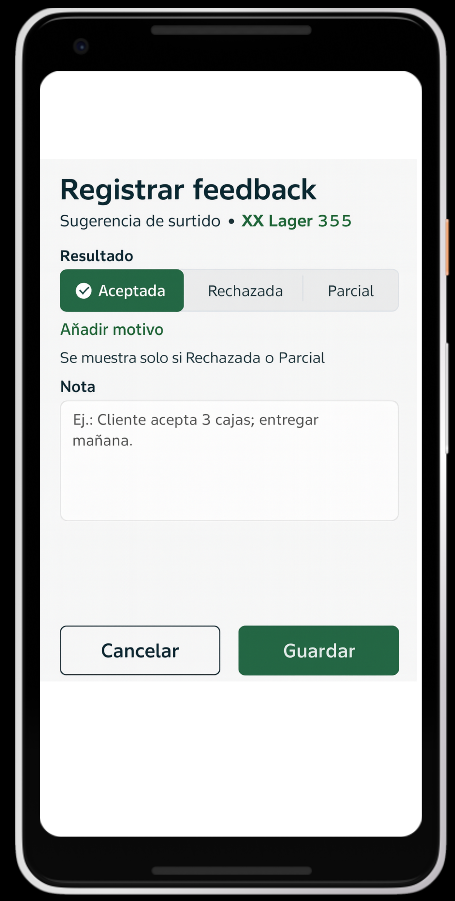 Registrar feedback
Sugerencia de surtido • XX Lager 355
Resultado
Aceptada Rechazada Parcial
Añadir motivo
Se muestra solo si Rechazada o Parcial
Nota
Ej.: Cliente acepta 3 cajas; entregar
mañana.
Cancelar Guardar